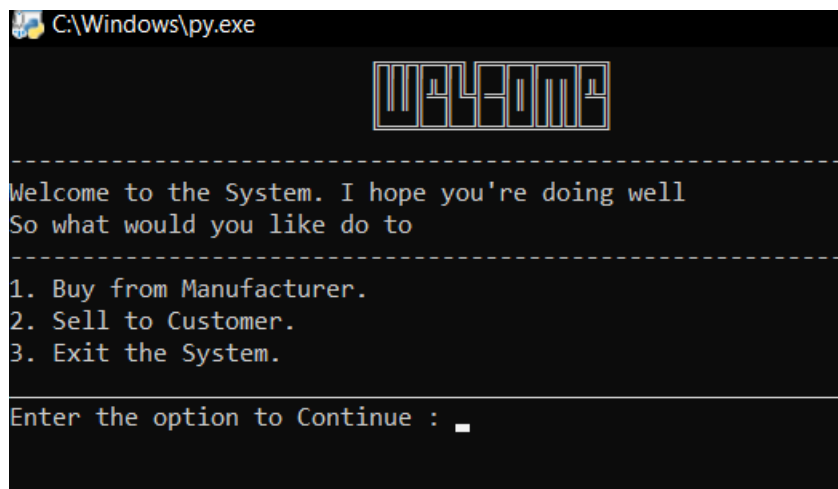 C:\Windows\py.exe
Welcome
Welcome to the System. I hope you're doing well
So what would you like do to
1. Buy from Manufacturer.
2. Sell to Customer.
3. Exit the System.
Enter the option to Continue :